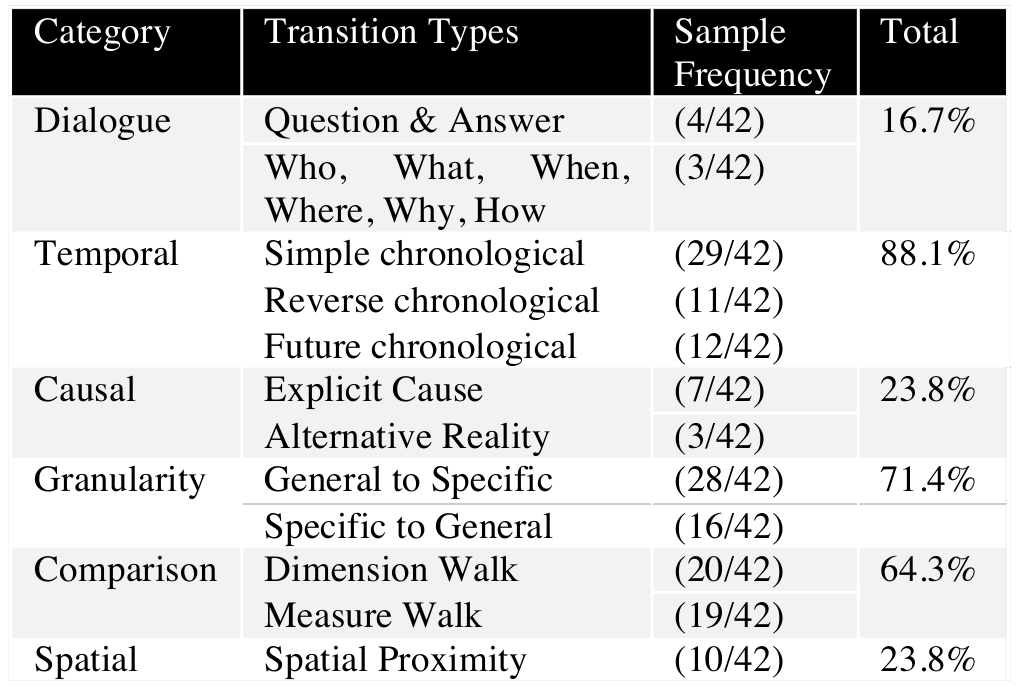 Category Transition Types Sample Total
Frequency
Dialogue Question & Answer (4/42) 16.7%
Who, What, When, (3/42)
Where, Why, How
Temporal Simple chronological (29/42) 88.1%
Reverse chronological (11/42)
Future chronological (12/42)
Causal Explicit Cause (7/42) 23.8%
Alternative Reality (3/42)
Granularity General to Specific (28/42) 71.4%
Specific to General (16/42)
Comparison Dimension Walk (20/42) 64.3%
Measure Walk (19/42)
Spatial Spatial Proximity (10/42) 23.8%